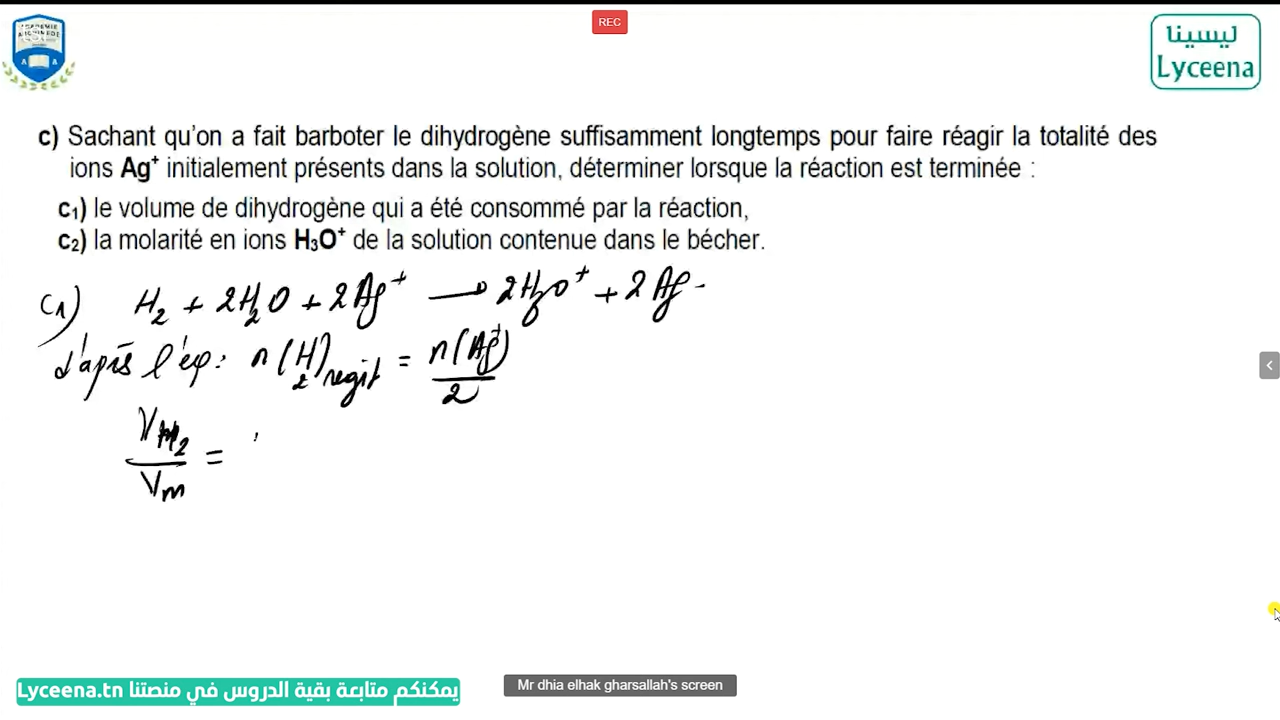 REC
ACADEMIE
ليسينا
Lyceena
c) Sachant qu'on a fait barboter le dihydrogène suffisamment longtemps pour faire réagir la totalité des
ions Ag⁺ initialement présents dans la solution, déterminer lorsque la réaction est terminée :
c₁) le volume de dihydrogène qui a été consommé par la réaction,
c₂) la molarité en ions H₃O⁺ de la solution contenue dans le bécher.
C1) H₂ + 2H₂O + 2Ag⁺ → 2H₃O⁺ + 2Ag
d'après l'eq: n(H₂)reagit = n(Ag⁺)/2
V H₂ / Vm =
Lyceena.tn يمكنكم متابعة بقية الدروس في منصتنا
Mr dhia elhak gharsallah's screen